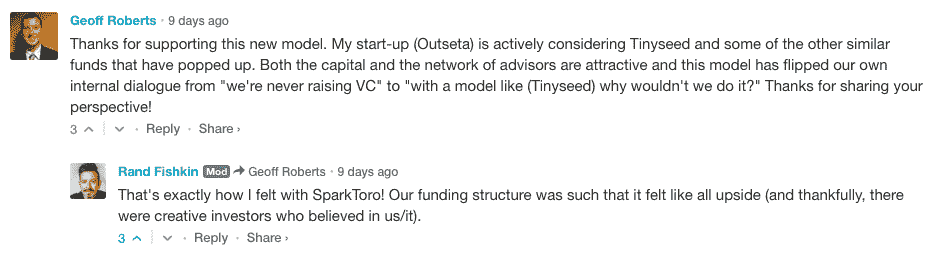 Geoff Roberts • 9 days ago
Thanks for supporting this new model. My start-up (Outseta) is actively considering Tinyseed and some of the other similar
funds that have popped up. Both the capital and the network of advisors are attractive and this model has flipped our own
internal dialogue from "we're never raising VC" to "with a model like (Tinyseed) why wouldn't we do it?" Thanks for sharing your
perspective!
3 • Reply • Share ›
Rand Fishkin Mod Geoff Roberts • 9 days ago
That's exactly how I felt with SparkToro! Our funding structure was such that it felt like all upside (and thankfully, there
were creative investors who believed in us/it).
3 • Reply • Share ›